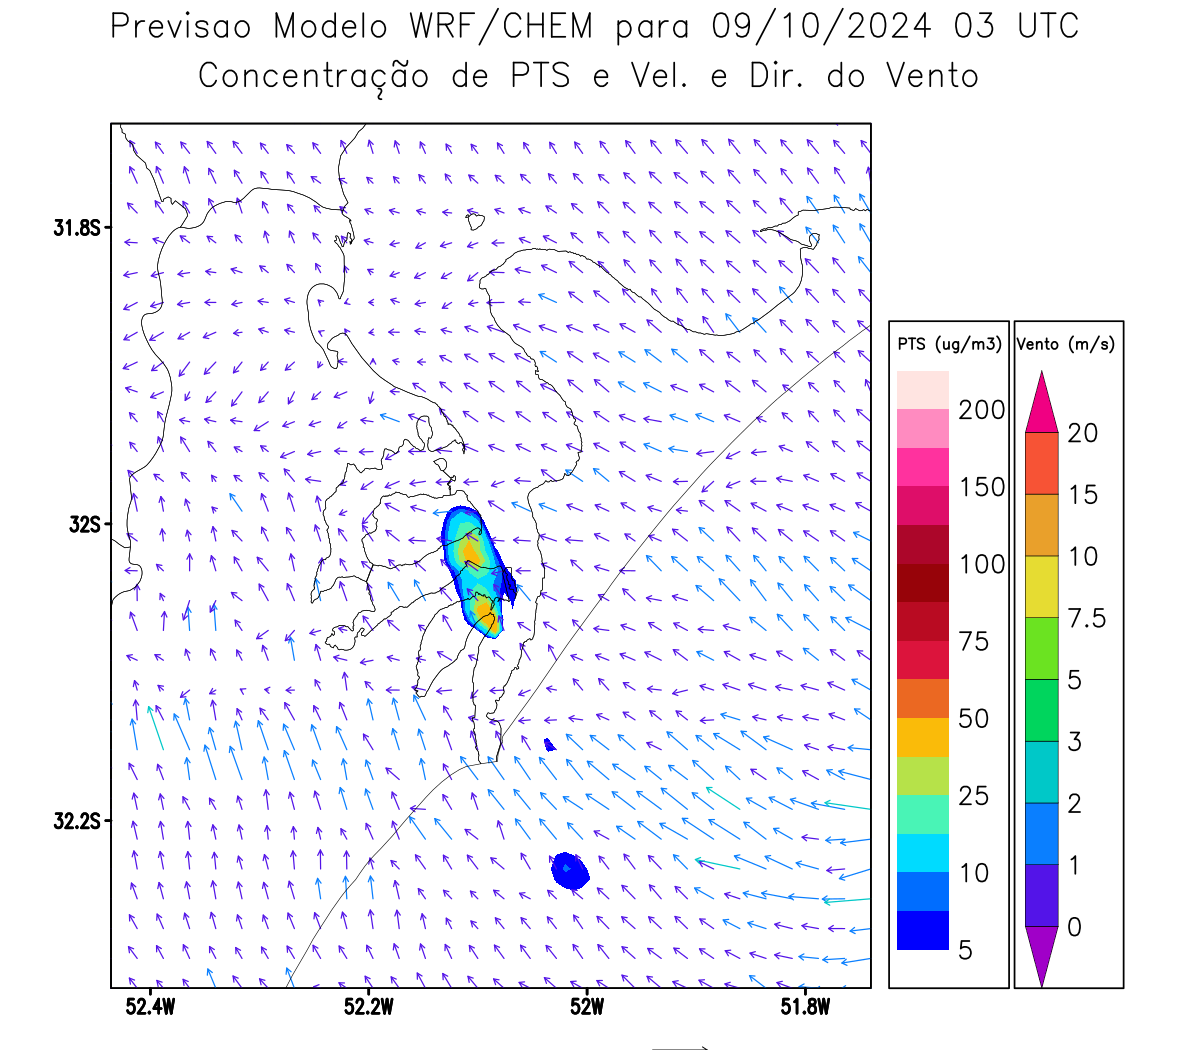 Previsao Modelo WRF/CHEM para 09/10/2024 03 UTC
Concentração de PTS e Vel. e Dir. do Vento
31.8S
32S
32.2S
52.4W
52.2W
52W
51.8W
PTS (ug/m3)
200
150
100
75
50
25
10
5
Vento (m/s)
20
15
10
7.5
5
3
2
1
0